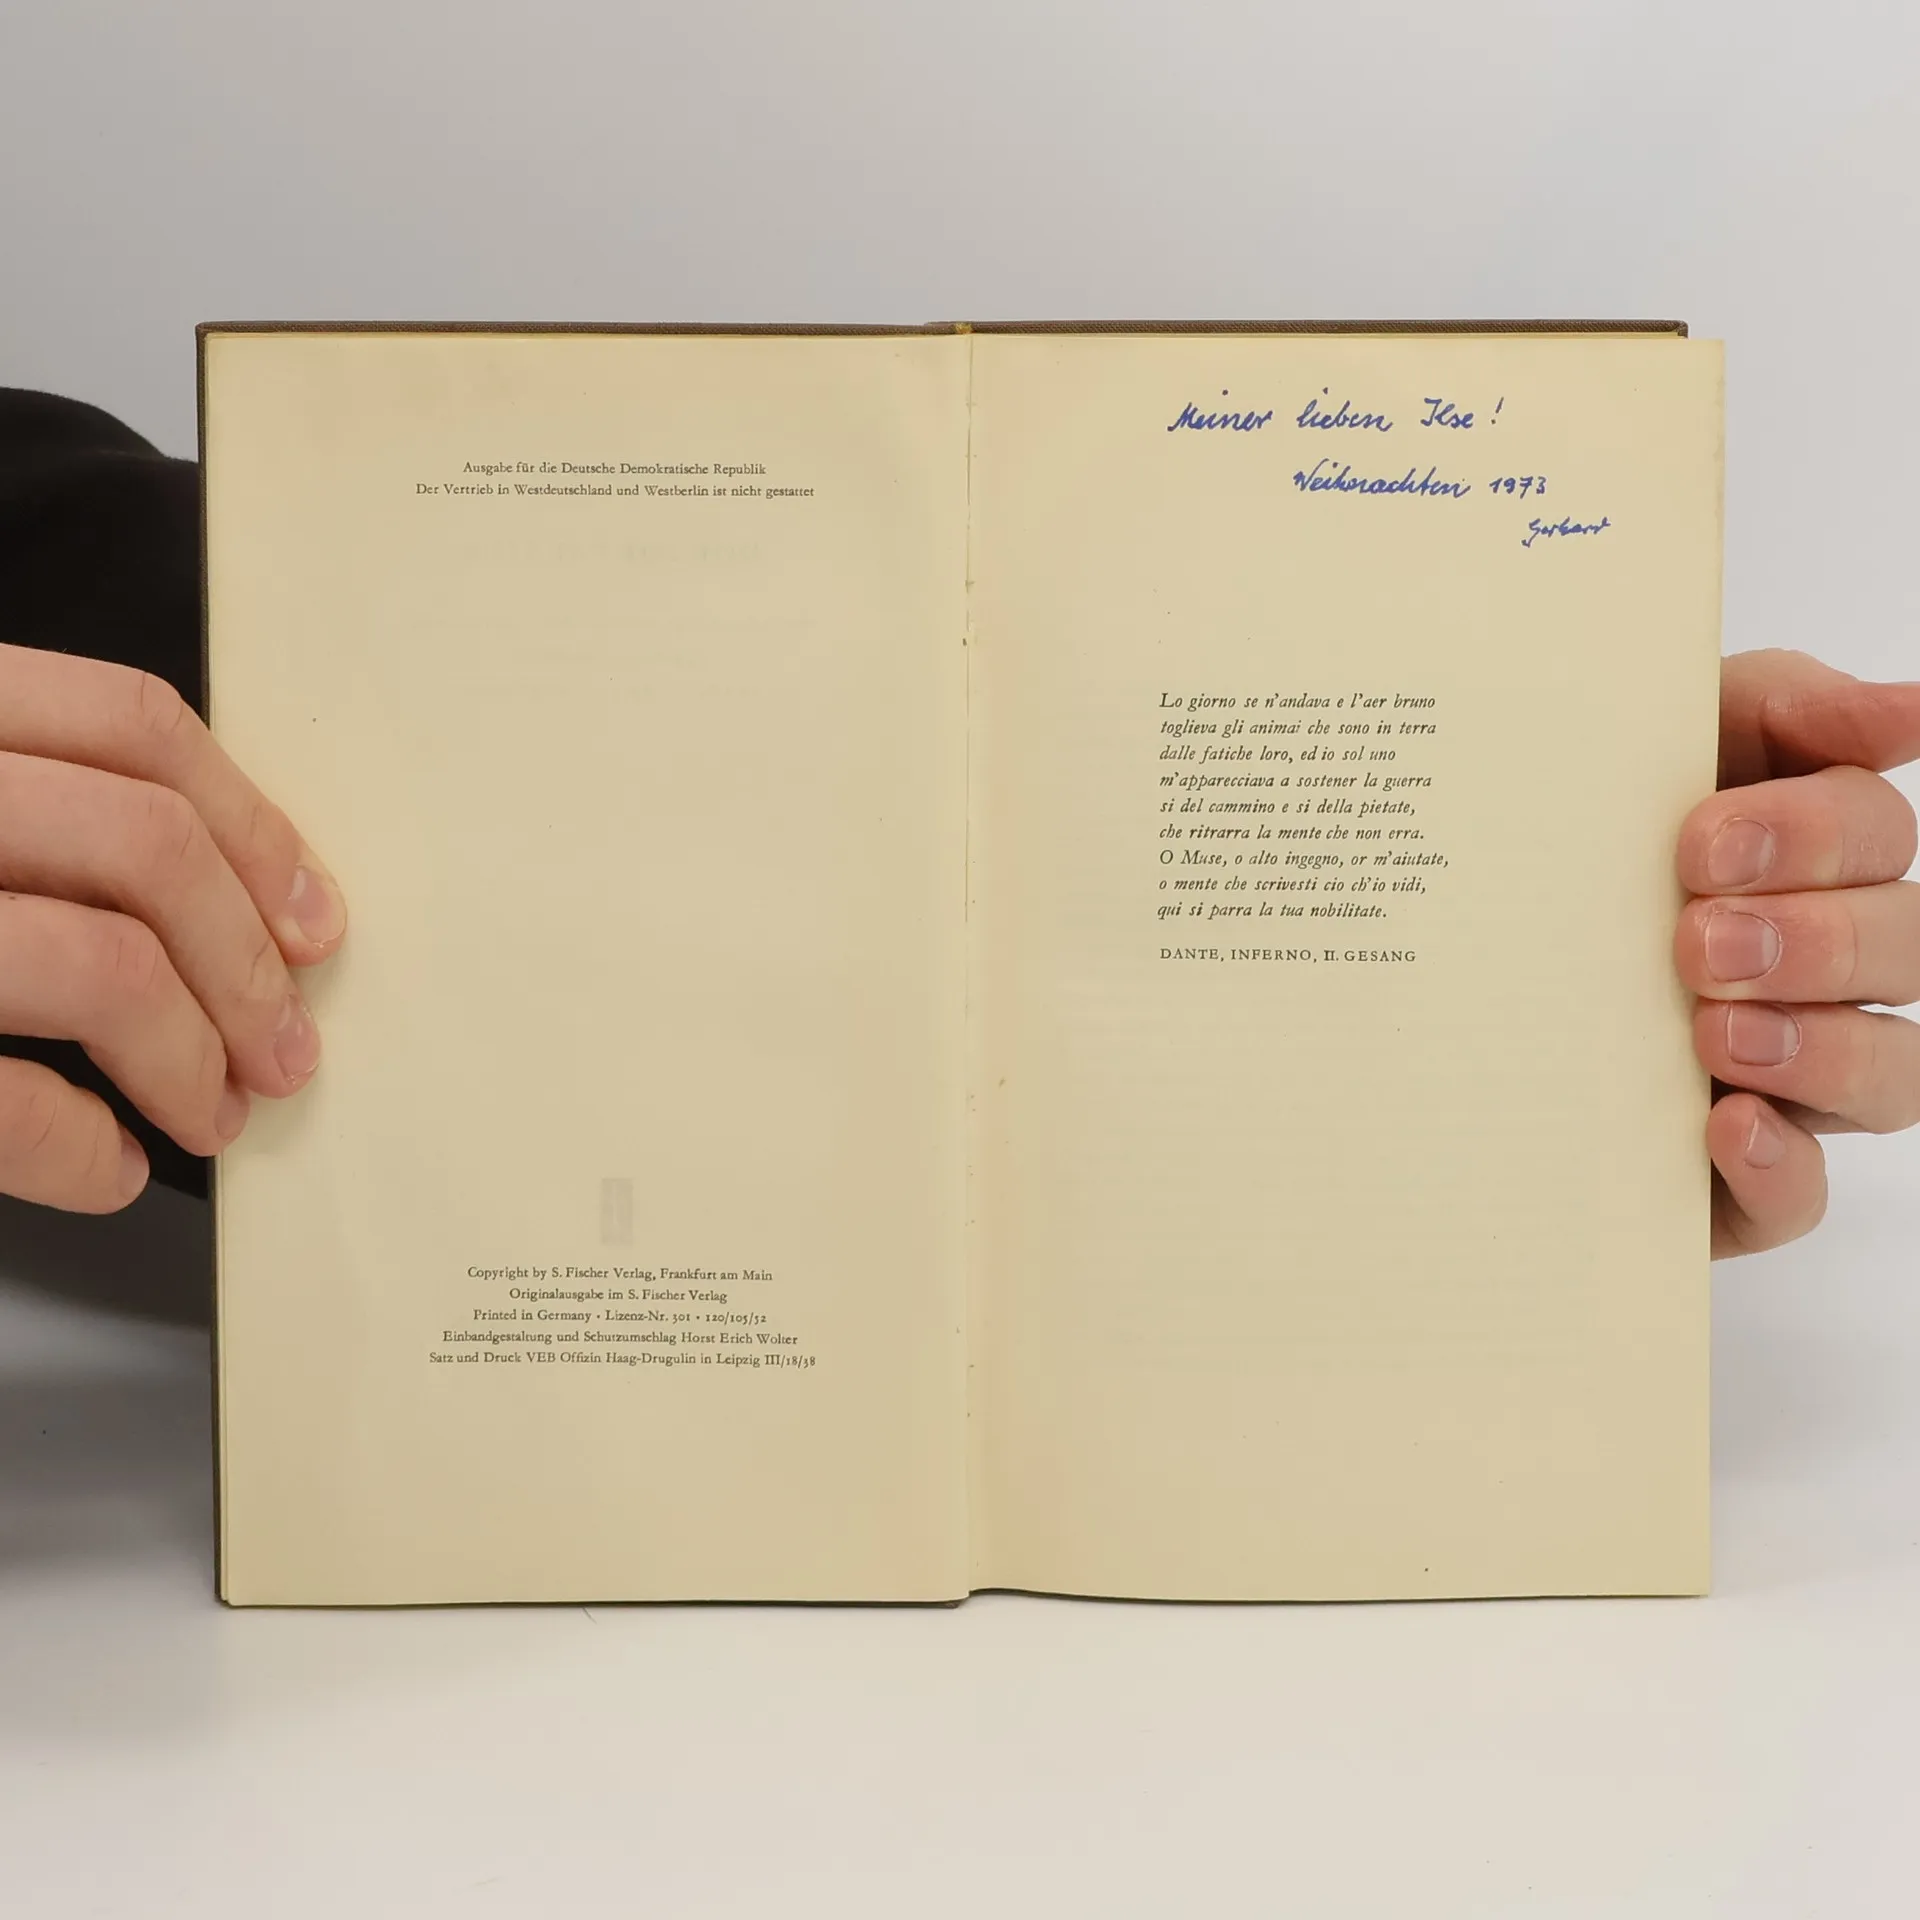 Ausgabe für die Deutsche Demokratische Republik
Der Vertrieb in Westdeutschland und Westberlin ist nicht gestattet
Copyright by S. Fischer Verlag, Frankfurt am Main
Originalausgabe im S. Fischer Verlag
Printed in Germany · Lizenz-Nr. 301 · 120/105/52
Einbandgestaltung und Schutzumschlag Horst Erich Wolter
Satz und Druck VEB Offizin Haag-Drugulin in Leipzig III/18/38
Meiner lieben Ilse!
Weihnachten 1973
Gerhard
Lo giorno se n'andava e l'aer bruno
toglieva gli animai che sono in terra
dalle fatiche loro, ed io sol uno
m'apparecciava a sostener la guerra
si del cammino e si della pietate,
che ritrarra la mente che non erra.
O Muse, o alto ingegno, or m'aiutate,
o mente che scrivesti cio ch'io vidi,
qui si parra la tua nobilitate.
DANTE, INFERNO, II. GESANG